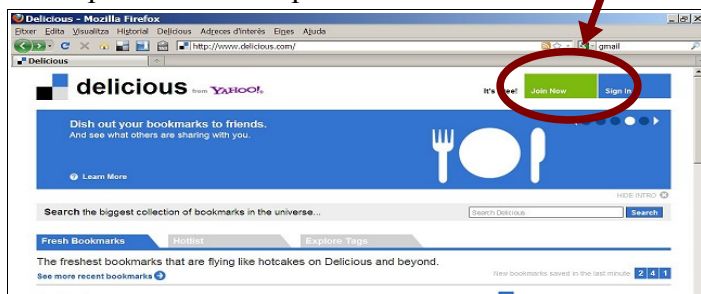 Delicious - Mozilla Firefox
Fitxer Edita Visualitza Historial Delicious Adreces d'interès Eines Ajuda
http://www.delicious.com/ gmail
Delicious
delicious from YAHOO! It's free! Join Now Sign In
Dish out your bookmarks to friends.
And see what others are sharing with you.
Learn More
HIDE INTRO
Search the biggest collection of bookmarks in the universe... Search Delicious Search
Fresh Bookmarks Hotlist Explore Tags
The freshest bookmarks that are flying like hotcakes on Delicious and beyond.
See more recent bookmarks New bookmarks saved in the last minute 2 4 1